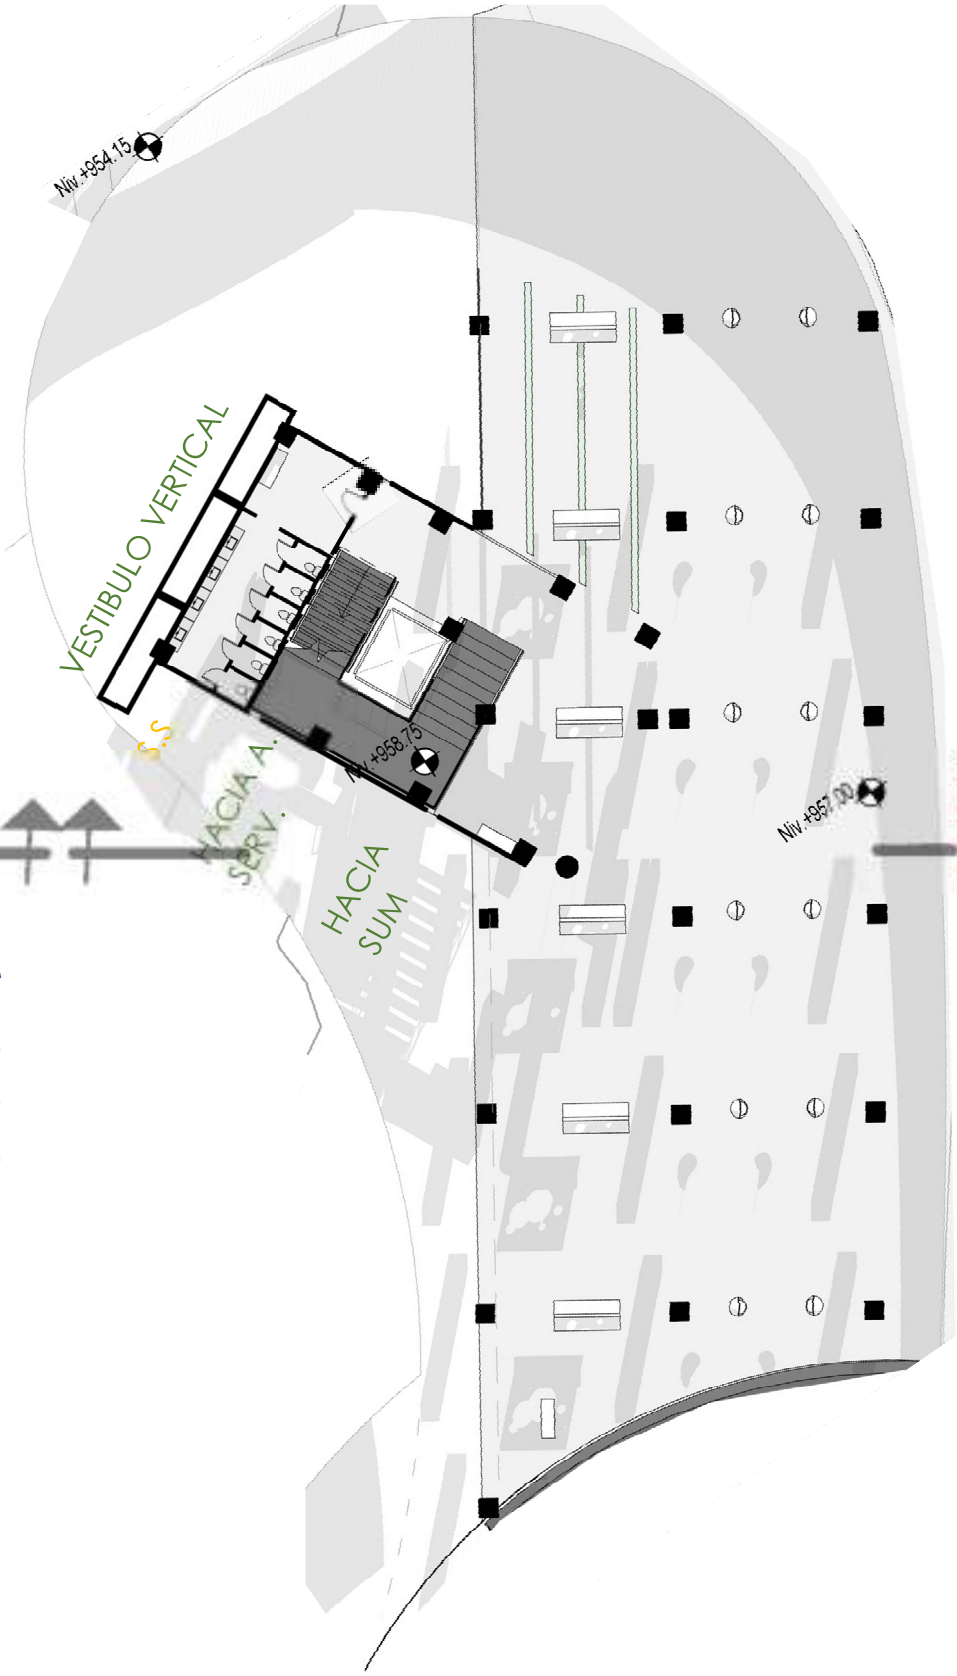 Niv.+954.15
VESTIBULO VERTICAL
S.S
Niv.+958.75
HACIA A.
SERV.
HACIA
SUM
Niv.+957.00